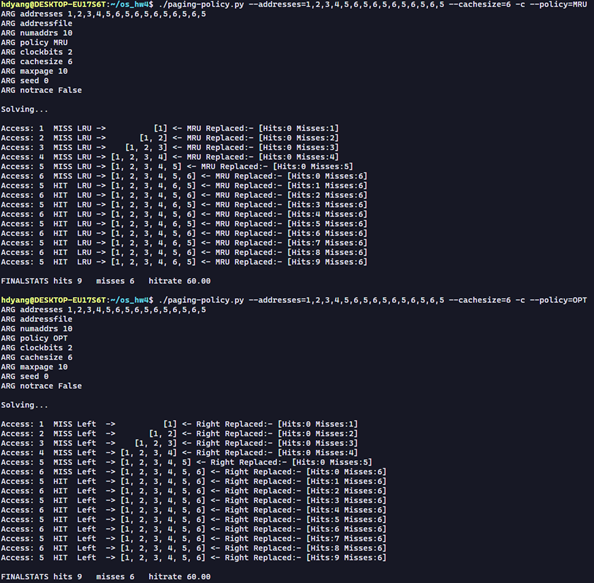 hdyang@DESKTOP-EU17S6T:~/os_hw4$ ./paging-policy.py --addresses=1,2,3,4,5,6,5,6,5,6,5,6,5,6,5 --cachesize=6 -c --policy=MRU
ARG addresses 1,2,3,4,5,6,5,6,5,6,5,6,5,6,5
ARG addressfile
ARG numaddrs 10
ARG policy MRU
ARG clockbits 2
ARG cachesize 6
ARG maxpage 10
ARG seed 0
ARG notrace False
Solving...
Access: 1  MISS LRU ->          [1] <- MRU Replaced:- [Hits:0 Misses:1]
Access: 2  MISS LRU ->       [1, 2] <- MRU Replaced:- [Hits:0 Misses:2]
Access: 3  MISS LRU ->    [1, 2, 3] <- MRU Replaced:- [Hits:0 Misses:3]
Access: 4  MISS LRU -> [1, 2, 3, 4] <- MRU Replaced:- [Hits:0 Misses:4]
Access: 5  MISS LRU -> [1, 2, 3, 4, 5] <- MRU Replaced:- [Hits:0 Misses:5]
Access: 6  MISS LRU -> [1, 2, 3, 4, 5, 6] <- MRU Replaced:- [Hits:0 Misses:6]
Access: 5  HIT  LRU -> [1, 2, 3, 4, 6, 5] <- MRU Replaced:- [Hits:1 Misses:6]
Access: 6  HIT  LRU -> [1, 2, 3, 4, 5, 6] <- MRU Replaced:- [Hits:2 Misses:6]
Access: 5  HIT  LRU -> [1, 2, 3, 4, 6, 5] <- MRU Replaced:- [Hits:3 Misses:6]
Access: 6  HIT  LRU -> [1, 2, 3, 4, 5, 6] <- MRU Replaced:- [Hits:4 Misses:6]
Access: 5  HIT  LRU -> [1, 2, 3, 4, 6, 5] <- MRU Replaced:- [Hits:5 Misses:6]
Access: 6  HIT  LRU -> [1, 2, 3, 4, 5, 6] <- MRU Replaced:- [Hits:6 Misses:6]
Access: 5  HIT  LRU -> [1, 2, 3, 4, 6, 5] <- MRU Replaced:- [Hits:7 Misses:6]
Access: 6  HIT  LRU -> [1, 2, 3, 4, 5, 6] <- MRU Replaced:- [Hits:8 Misses:6]
Access: 5  HIT  LRU -> [1, 2, 3, 4, 6, 5] <- MRU Replaced:- [Hits:9 Misses:6]
FINALSTATS hits 9   misses 6   hitrate 60.00
hdyang@DESKTOP-EU17S6T:~/os_hw4$ ./paging-policy.py --addresses=1,2,3,4,5,6,5,6,5,6,5,6,5,6,5 --cachesize=6 -c --policy=OPT
ARG addresses 1,2,3,4,5,6,5,6,5,6,5,6,5,6,5
ARG addressfile
ARG numaddrs 10
ARG policy OPT
ARG clockbits 2
ARG cachesize 6
ARG maxpage 10
ARG seed 0
ARG notrace False
Solving...
Access: 1  MISS Left  ->          [1] <- Right Replaced:- [Hits:0 Misses:1]
Access: 2  MISS Left  ->       [1, 2] <- Right Replaced:- [Hits:0 Misses:2]
Access: 3  MISS Left  ->    [1, 2, 3] <- Right Replaced:- [Hits:0 Misses:3]
Access: 4  MISS Left  -> [1, 2, 3, 4] <- Right Replaced:- [Hits:0 Misses:4]
Access: 5  MISS Left  -> [1, 2, 3, 4, 5] <- Right Replaced:- [Hits:0 Misses:5]
Access: 6  MISS Left  -> [1, 2, 3, 4, 5, 6] <- Right Replaced:- [Hits:0 Misses:6]
Access: 5  HIT  Left  -> [1, 2, 3, 4, 5, 6] <- Right Replaced:- [Hits:1 Misses:6]
Access: 6  HIT  Left  -> [1, 2, 3, 4, 5, 6] <- Right Replaced:- [Hits:2 Misses:6]
Access: 5  HIT  Left  -> [1, 2, 3, 4, 5, 6] <- Right Replaced:- [Hits:3 Misses:6]
Access: 6  HIT  Left  -> [1, 2, 3, 4, 5, 6] <- Right Replaced:- [Hits:4 Misses:6]
Access: 5  HIT  Left  -> [1, 2, 3, 4, 5, 6] <- Right Replaced:- [Hits:5 Misses:6]
Access: 6  HIT  Left  -> [1, 2, 3, 4, 5, 6] <- Right Replaced:- [Hits:6 Misses:6]
Access: 5  HIT  Left  -> [1, 2, 3, 4, 5, 6] <- Right Replaced:- [Hits:7 Misses:6]
Access: 6  HIT  Left  -> [1, 2, 3, 4, 5, 6] <- Right Replaced:- [Hits:8 Misses:6]
Access: 5  HIT  Left  -> [1, 2, 3, 4, 5, 6] <- Right Replaced:- [Hits:9 Misses:6]
FINALSTATS hits 9   misses 6   hitrate 60.00